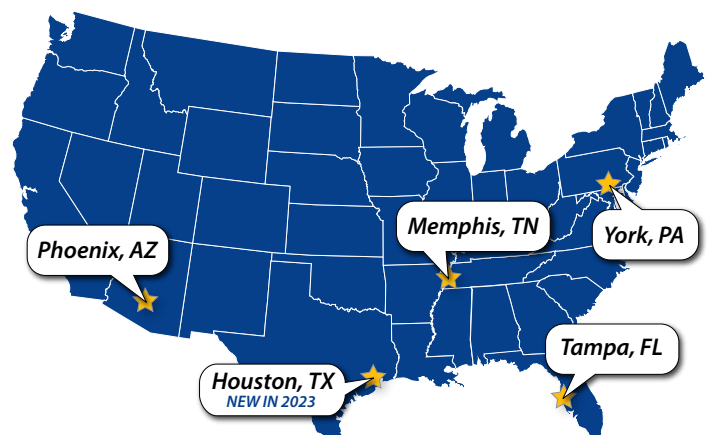 Memphis, TN
York, PA
Phoenix, AZ
Tampa, FL
Houston, TX
NEW IN 2023